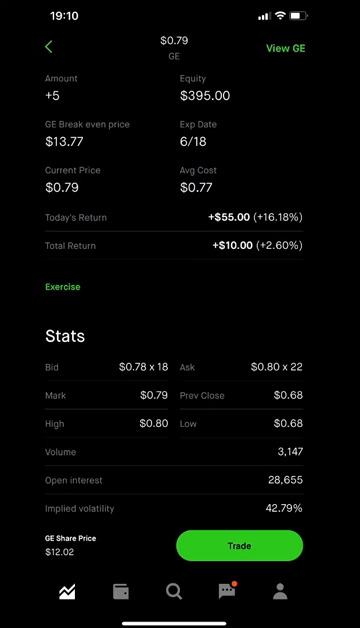 19:10
$0.79
GE
View GE
Amount
Equity
+5
$395.00
GE Break even price
Exp Date
$13.77
6/18
Current Price
Avg Cost
$0.79
$0.77
Today's Return
+$55.00 (+16.18%)
Total Return
+$10.00 (+2.60%)
Exercise
Stats
Bid
$0.78 x 18
Ask
$0.80 x 22
Mark
$0.79
Prev Close
$0.68
High
$0.80
Low
$0.68
Volume
3,147
Open interest
28,655
Implied volatility
42.79%
GE Share Price
$12.02
Trade